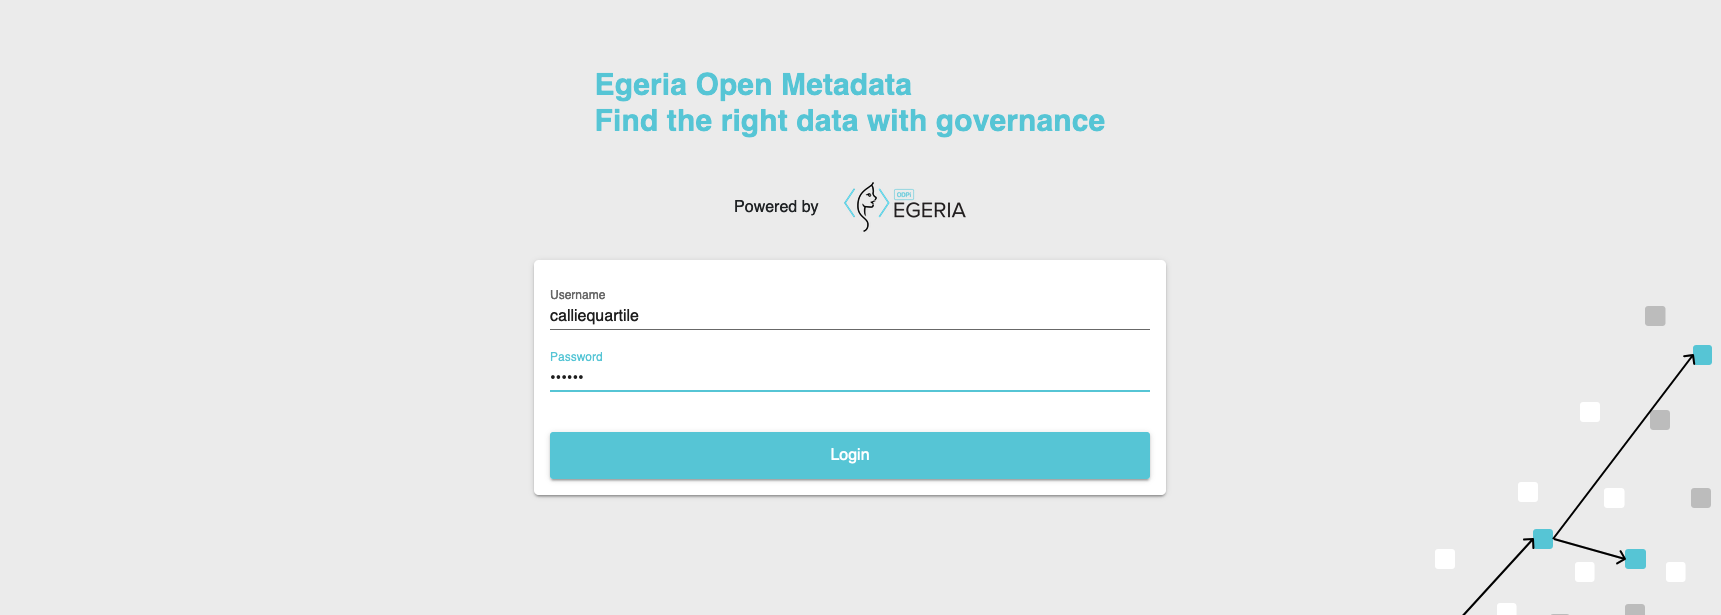 Egeria Open Metadata
Find the right data with governance
Powered by
ODPi
EGERIA
Username
calliequartile
Password
••••••
Login